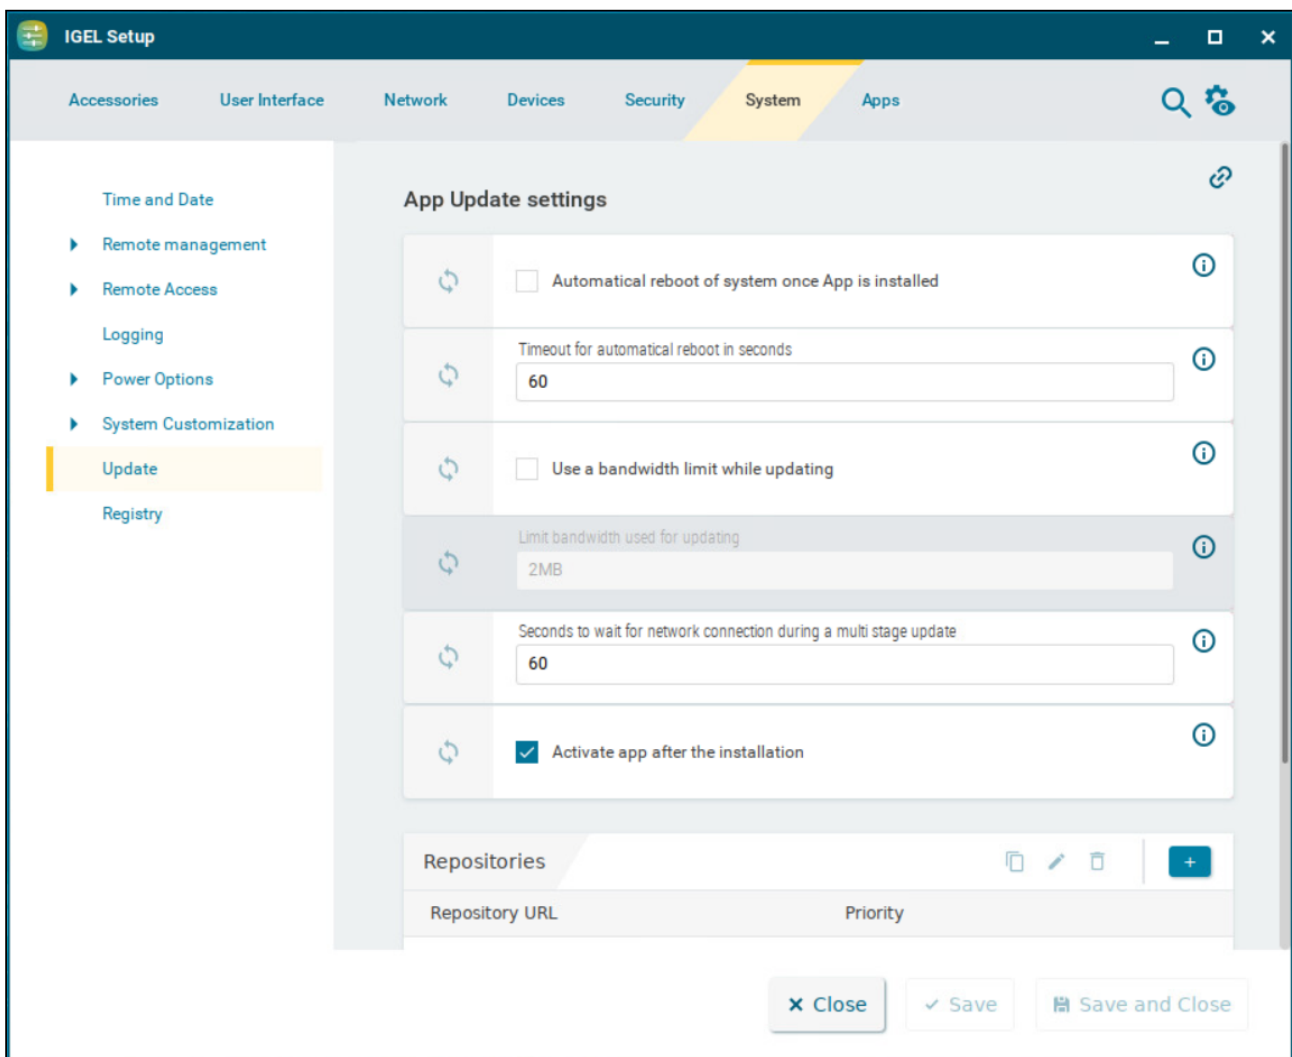 IGEL Setup
Accessories User Interface Network Devices Security System Apps
Time and Date
Remote management
Remote Access
Logging
Power Options
System Customization
Update
Registry
App Update settings
Automatical reboot of system once App is installed
Timeout for automatical reboot in seconds
60
Use a bandwidth limit while updating
Limit bandwidth used for updating
2MB
Seconds to wait for network connection during a multi stage update
60
Activate app after the installation
Repositories
Repository URL Priority
Close Save Save and Close